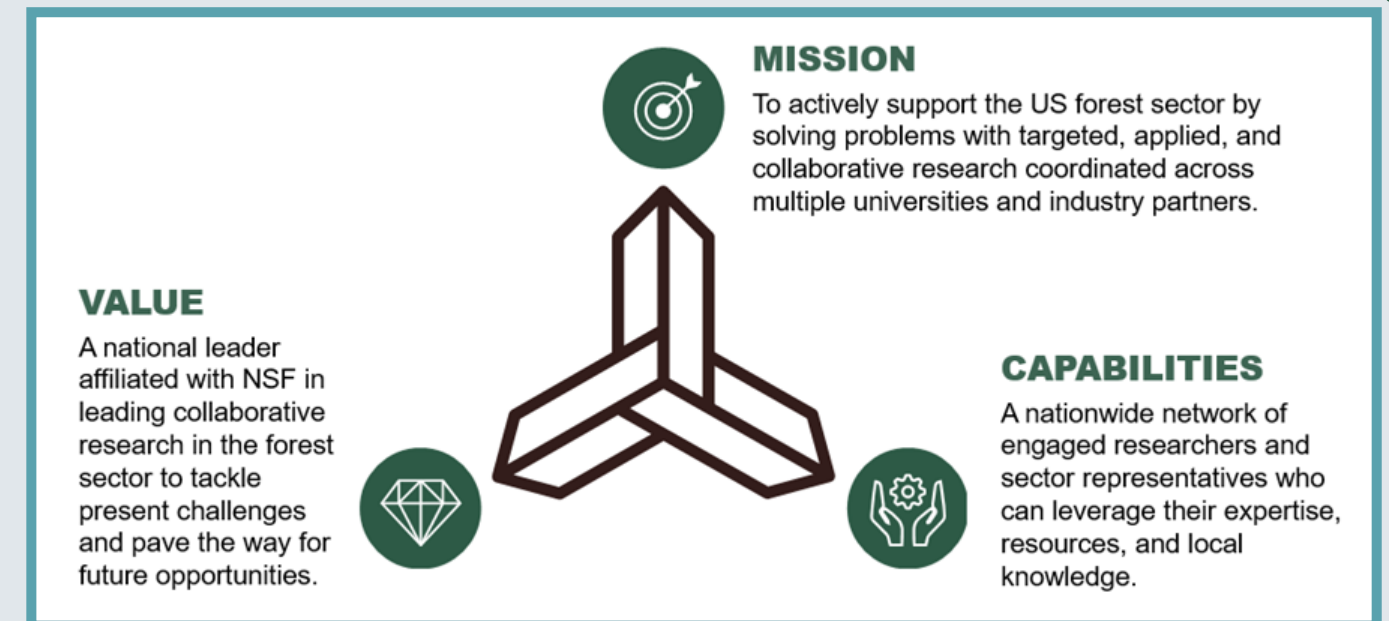 MISSION
To actively support the US forest sector by
solving problems with targeted, applied, and
collaborative research coordinated across
multiple universities and industry partners.
VALUE
A national leader
affiliated with NSF in
leading collaborative
research in the forest
sector to tackle
present challenges
and pave the way for
future opportunities.
CAPABILITIES
A nationwide network of
engaged researchers and
sector representatives who
can leverage their expertise,
resources, and local
knowledge.